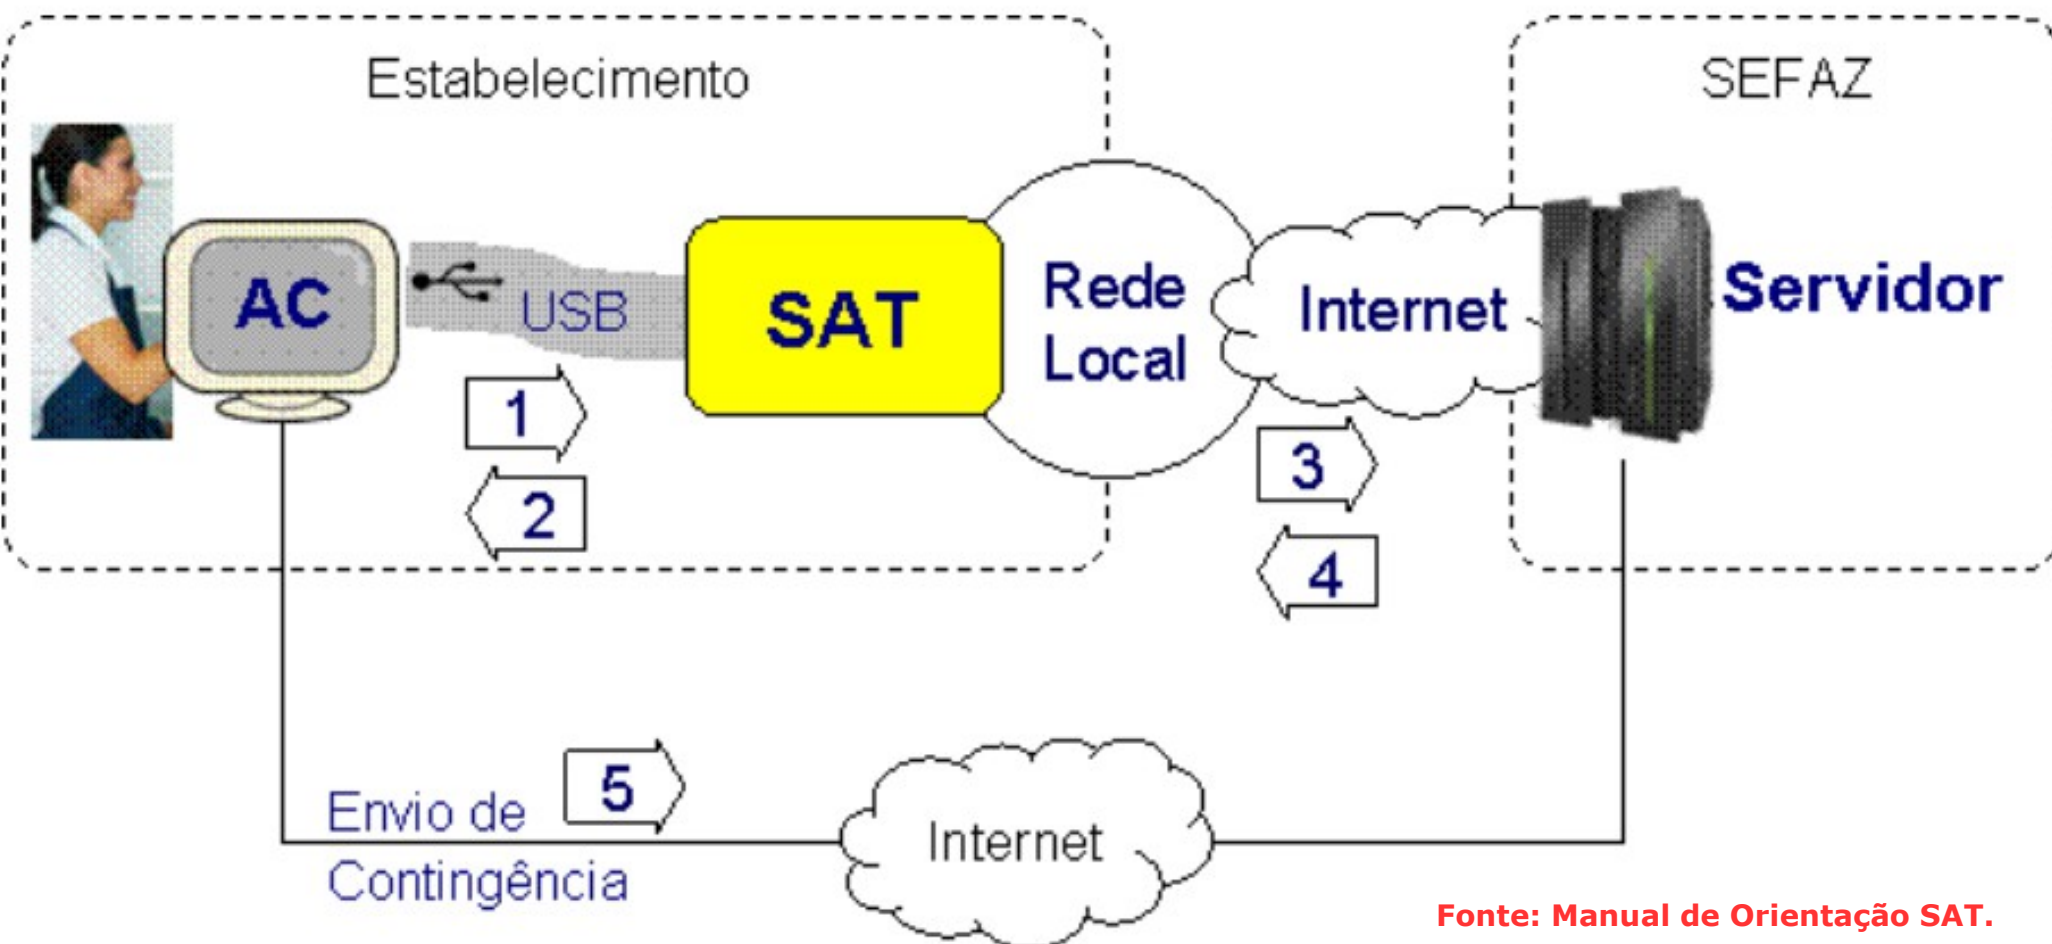 Estabelecimento
SEFAZ
AC
USB
SAT
Rede
Local
Internet
Servidor
1
2
3
4
5
Envio de
Contingência
Internet
Fonte: Manual de Orientação SAT.